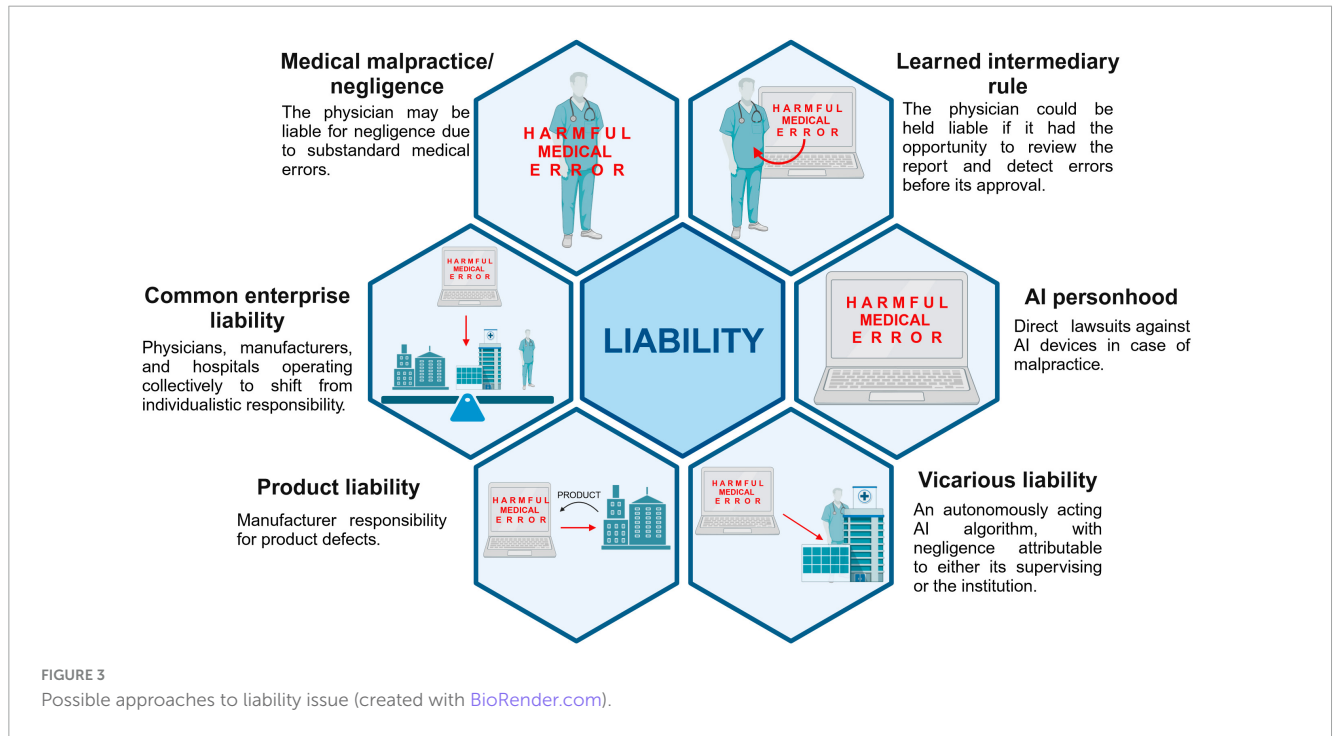 Medical malpractice/
negligence
The physician may be
liable for negligence due
to substandard medical
errors.
HARMFUL
MEDICAL
ERROR
Learned intermediary
rule
The physician could be
held liable if it had the
opportunity to review the
report and detect errors
before its approval.
HARMFUL
MEDICAL
ERROR
Common enterprise
liability
Physicians, manufacturers,
and hospitals operating
collectively to shift from
individualistic responsibility.
HARMFUL
MEDICAL
ERROR
LIABILITY
HARMFUL
MEDICAL
ERROR
AI personhood
Direct lawsuits against
AI devices in case of
malpractice.
Product liability
Manufacturer responsibility
for product defects.
HARMFUL
MEDICAL
ERROR
PRODUCT
HARMFUL
MEDICAL
ERROR
Vicarious liability
An autonomously acting
AI algorithm, with
negligence attributable
to either its supervising
or the institution.
FIGURE 3
Possible approaches to liability issue (created with BioRender.com).